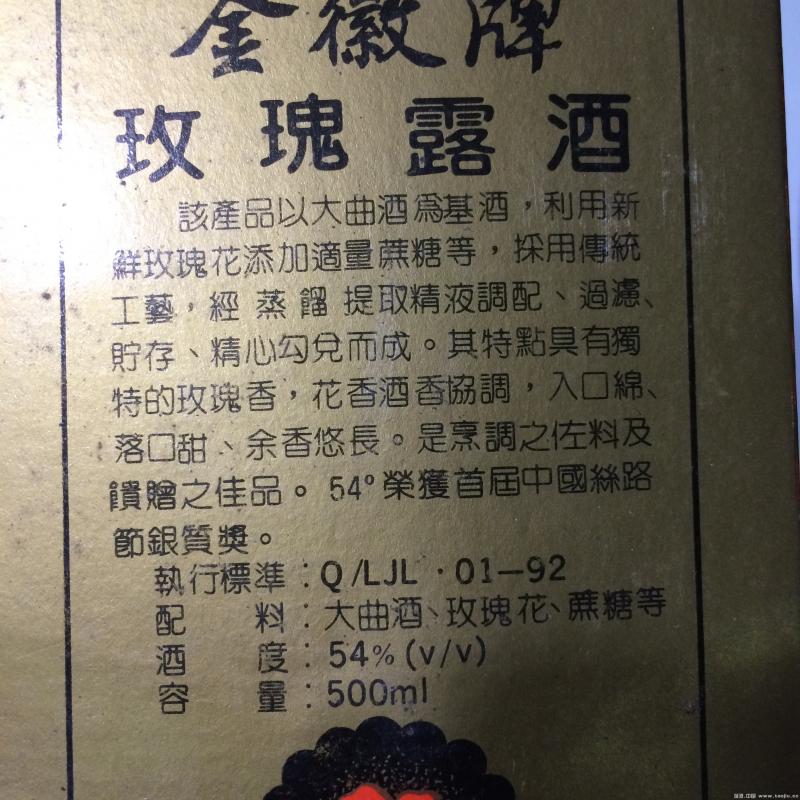 金徽牌
玫瑰露酒
該產品以大曲酒為基酒，利用新
鮮玫瑰花添加適量蔗糖等，採用傳統
工藝，經蒸餾提取精液調配、過濾、
貯存、精心勾兌而成。其特點具有獨
特的玫瑰香，花香酒香協調，入口綿、
落口甜、余香悠長。是烹調之佐料及
饋贈之佳品。54°榮獲首屆中國絲路
節銀質獎。
執行標準：Q/LJL·01—92
配 料：大曲酒、玫瑰花、蔗糖等
酒 度：54%(v/v)
容 量：500ml